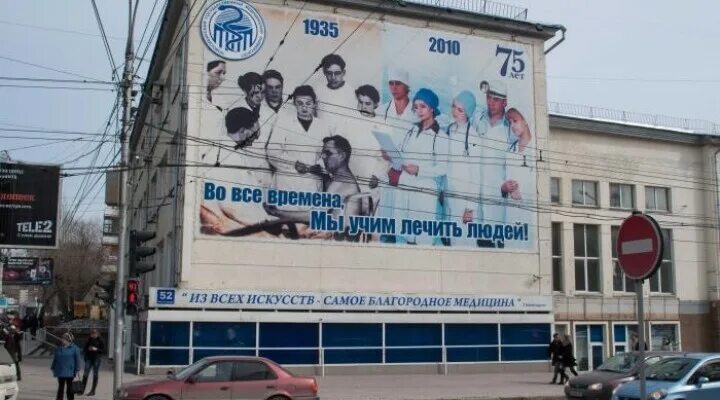 1935
2010
75
лет
Во все времена,
Мы учим лечить людей!
52
"ИЗ ВСЕХ ИСКУССТВ - САМОЕ БЛАГОРОДНОЕ МЕДИЦИНА"
TELE2